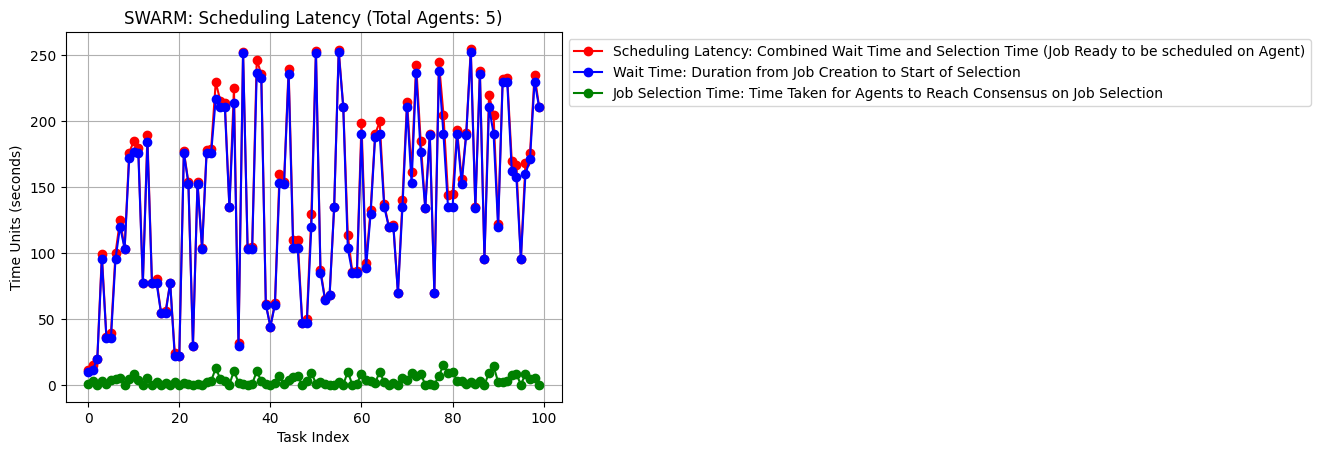 SWARM: Scheduling Latency (Total Agents: 5)
Scheduling Latency: Combined Wait Time and Selection Time (Job Ready to be scheduled on Agent)
Wait Time: Duration from Job Creation to Start of Selection
Job Selection Time: Time Taken for Agents to Reach Consensus on Job Selection
Time Units (seconds)
250
200
150
100
50
0
0 20 40 60 80 100
Task Index